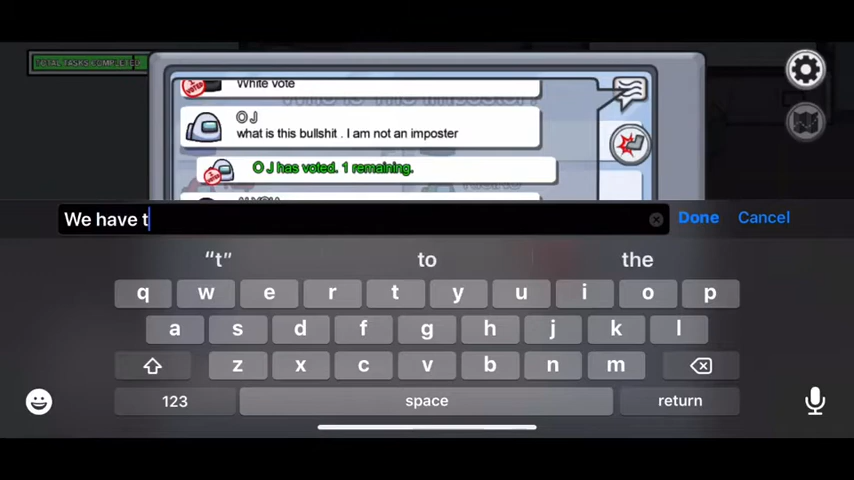 TOTAL TASKS COMPLETED
White vote
O J
what is this bullshit . I am not an imposter
O J has voted. 1 remaining.
We have t
Done
Cancel
“t”
to
the
q w e r t y u i o p
a s d f g h j k l
z x c v b n m
123
space
return